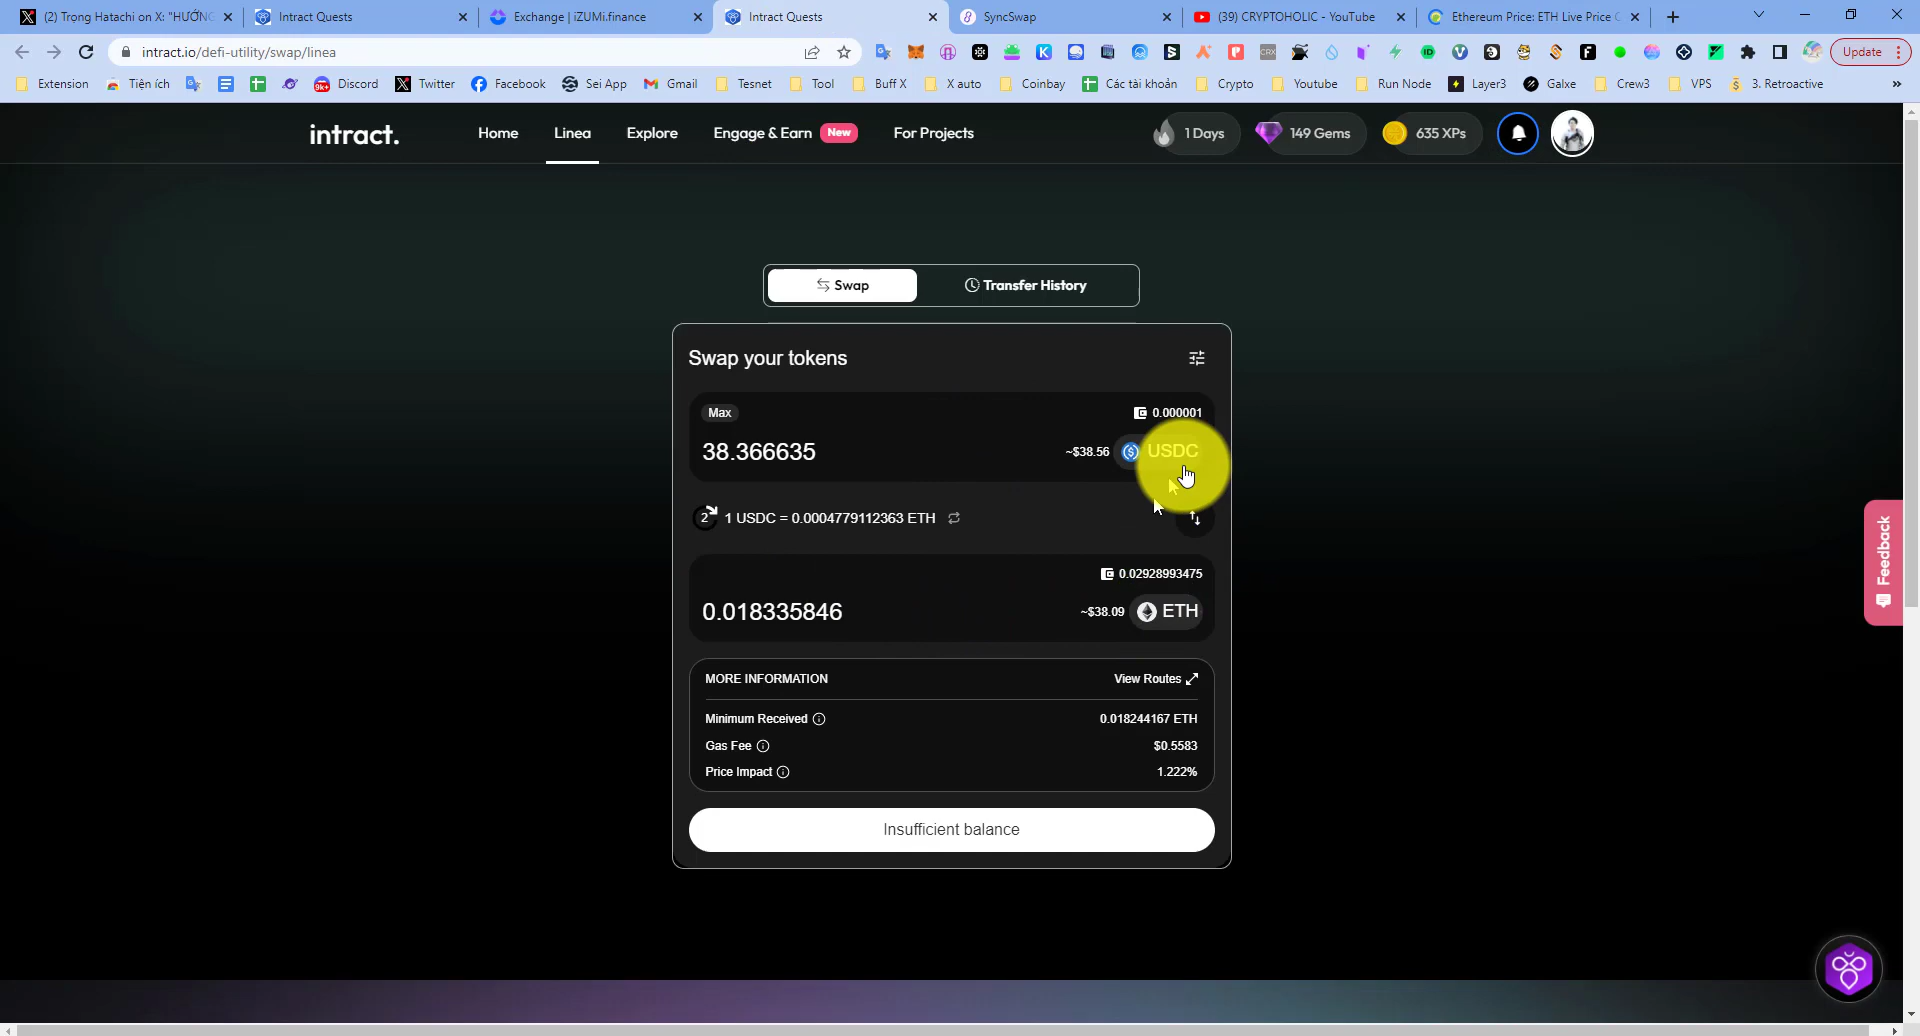 (2) Trọng Hatachi on X: "HƯỚNG
Intract Quests
Exchange | iZUMi.finance
Intract Quests
SyncSwap
(39) CRYPTOHOLIC - YouTube
Ethereum Price: ETH Live Price C
intract.io/defi-utility/swap/linea
Update
Extension
Tiện ích
9K+
Discord
Twitter
Facebook
Sei App
Gmail
Tesnet
Tool
Buff X
X auto
Coinbay
Các tài khoản
Crypto
Youtube
Run Node
Layer3
Galxe
Crew3
VPS
3. Retroactive
intract.
Home
Linea
Explore
Engage & Earn
New
For Projects
1 Days
149 Gems
635 XPs
Swap
Transfer History
Swap your tokens
Max
0.000001
38.366635
~$38.56
USDC
2
1 USDC = 0.0004779112363 ETH
0.02928993475
0.018335846
~$38.09
ETH
MORE INFORMATION
View Routes
Minimum Received
0.018244167 ETH
Gas Fee
$0.5583
Price Impact
1.222%
Insufficient balance
Feedback